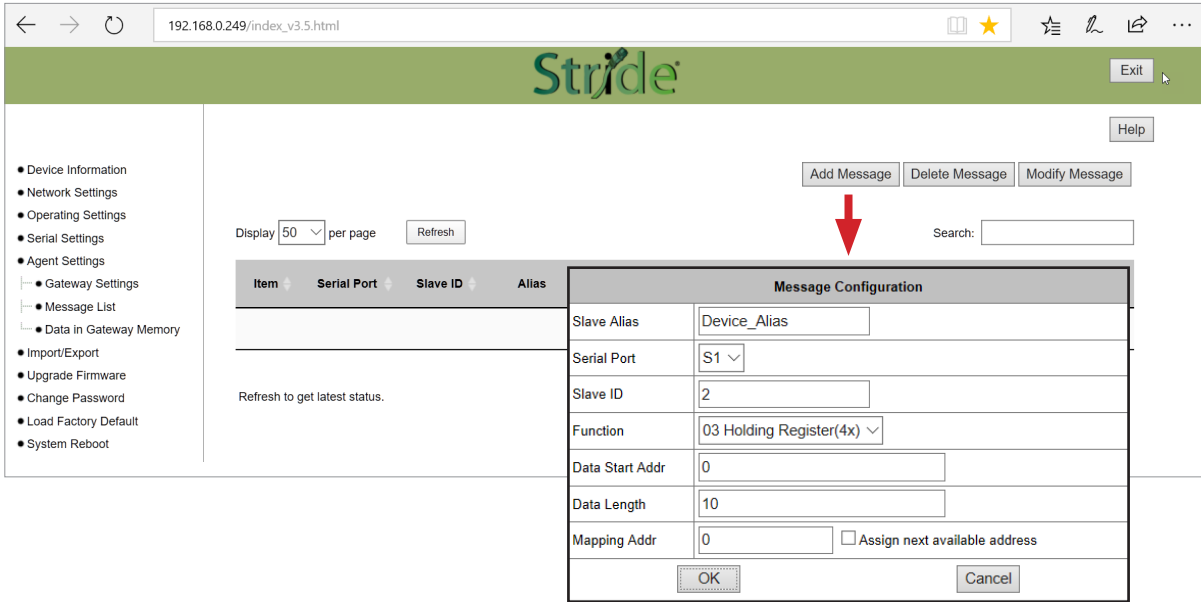 192.168.0.249/index_v3.5.html
Stride
Exit
Help
Device Information
Network Settings
Operating Settings
Serial Settings
Agent Settings
Gateway Settings
Message List
Data in Gateway Memory
Import/Export
Upgrade Firmware
Change Password
Load Factory Default
System Reboot
Add Message Delete Message Modify Message
Display 50 per page Refresh Search:
Item Serial Port Slave ID Alias
Refresh to get latest status.
Message Configuration
Slave Alias Device_Alias
Serial Port S1
Slave ID 2
Function 03 Holding Register(4x)
Data Start Addr 0
Data Length 10
Mapping Addr 0 Assign next available address
OK Cancel